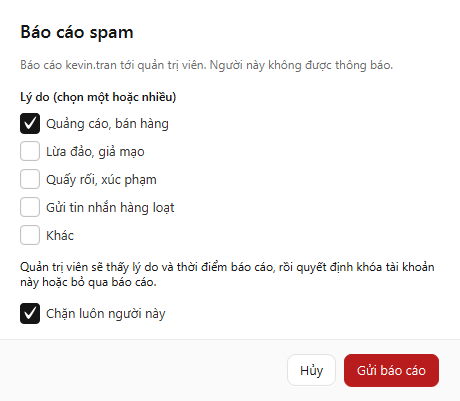 Báo cáo spam
Báo cáo kevin.tran tới quản trị viên. Người này không được thông báo.
Lý do (chọn một hoặc nhiều)
Quảng cáo, bán hàng
Lừa đảo, giả mạo
Quấy rối, xúc phạm
Gửi tin nhắn hàng loạt
Khác
Quản trị viên sẽ thấy lý do và thời điểm báo cáo, rồi quyết định khóa tài khoản
này hoặc bỏ qua báo cáo.
Chặn luôn người này
Hủy
Gửi báo cáo